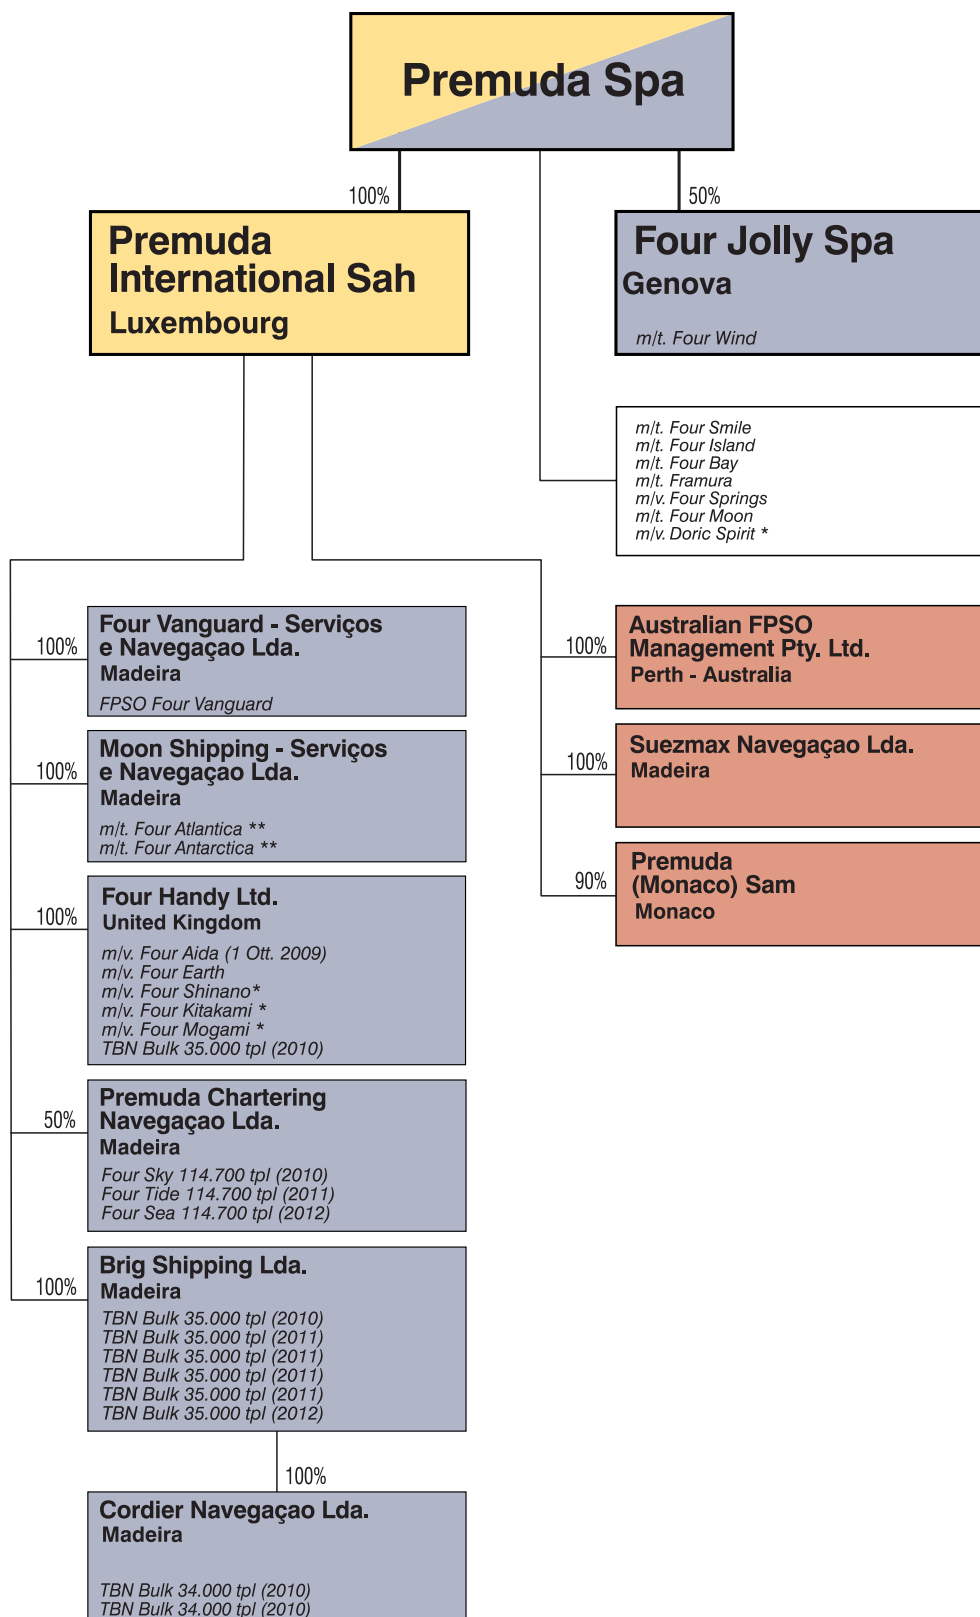 Premuda Spa
100%
50%
Premuda
International Sah
Luxembourg
Four Jolly Spa
Genova
m/t. Four Wind
m/t. Four Smile
m/t. Four Island
m/t. Four Bay
m/t. Framura
m/v. Four Springs
m/t. Four Moon
m/v. Doric Spirit *
100%
Four Vanguard - Serviços
e Navegaçao Lda.
Madeira
FPSO Four Vanguard
100%
Moon Shipping - Serviços
e Navegaçao Lda.
Madeira
m/t. Four Atlantica **
m/t. Four Antarctica **
100%
Four Handy Ltd.
United Kingdom
m/v. Four Aida (1 Ott. 2009)
m/v. Four Earth
m/v. Four Shinano*
m/v. Four Kitakami *
m/v. Four Mogami *
TBN Bulk 35.000 tpl (2010)
50%
Premuda Chartering
Navegaçao Lda.
Madeira
Four Sky 114.700 tpl (2010)
Four Tide 114.700 tpl (2011)
Four Sea 114.700 tpl (2012)
100%
Brig Shipping Lda.
Madeira
TBN Bulk 35.000 tpl (2010)
TBN Bulk 35.000 tpl (2011)
TBN Bulk 35.000 tpl (2011)
TBN Bulk 35.000 tpl (2011)
TBN Bulk 35.000 tpl (2011)
TBN Bulk 35.000 tpl (2012)
100%
Cordier Navegaçao Lda.
Madeira
TBN Bulk 34.000 tpl (2010)
TBN Bulk 34.000 tpl (2010)
100%
Australian FPSO
Management Pty. Ltd.
Perth - Australia
100%
Suezmax Navegaçao Lda.
Madeira
90%
Premuda
(Monaco) Sam
Monaco